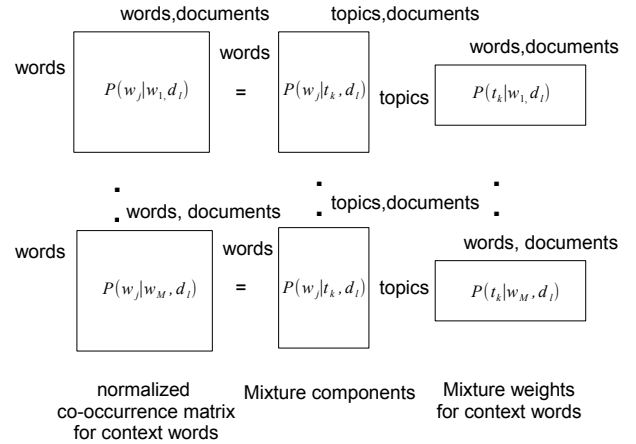 words,documents
topics,documents
words
words
words,documents
P(w_j|w_1,d_l)
=
P(w_j|t_k,d_l)
topics
P(t_k|w_1,d_l)
words, documents
topics,documents
words
words
words, documents
P(w_j|w_M,d_l)
=
P(w_j|t_k,d_l)
topics
P(t_k|w_M,d_l)
normalized
co-occurrence matrix
for context words
Mixture components
Mixture weights
for context words